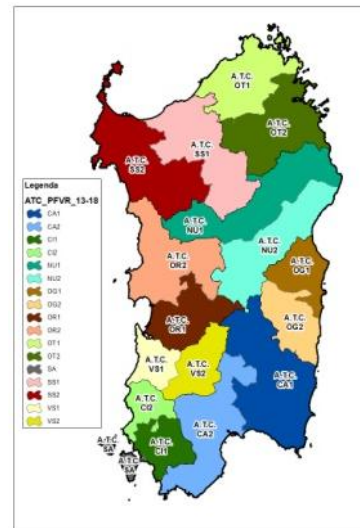 A.T.C.
OT1
A.T.C.
OT2
A.T.C.
SS1
A.T.C.
SS2
A.T.C.
NU1
A.T.C.
NU2
A.T.C.
OR2
A.T.C.
OG1
A.T.C.
OG2
A.T.C.
OR1
A.T.C.
VS1
A.T.C.
VS2
A.T.C.
CA1
A.T.C.
CI2
A.T.C.
CA2
A.T.C.
CI1
A.T.C.
SA
A.T.C.
SA
Legenda
ATC_PFVR_13-18
CA1
CA2
CI1
CI2
NU1
NU2
OG1
OG2
OR1
OR2
OT1
OT2
SA
SS1
SS2
VS1
VS2